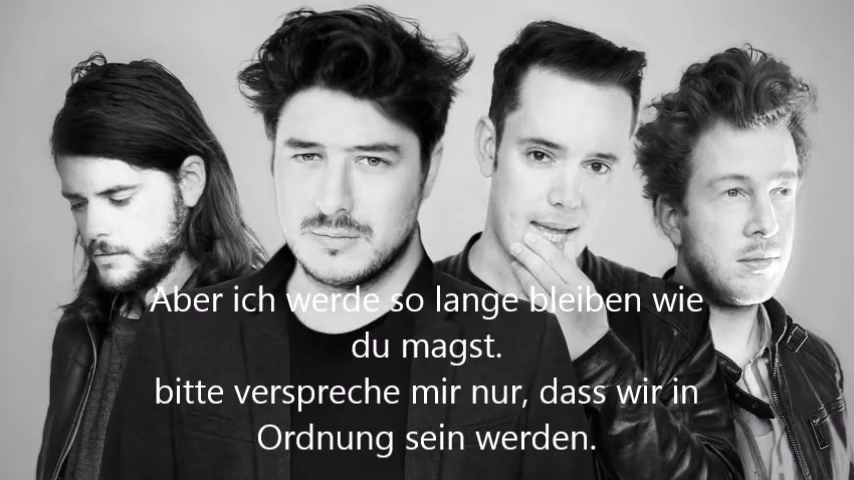 Aber ich werde so lange bleiben wie
du magst.
bitte verspreche mir nur, dass wir in
Ordnung sein werden.